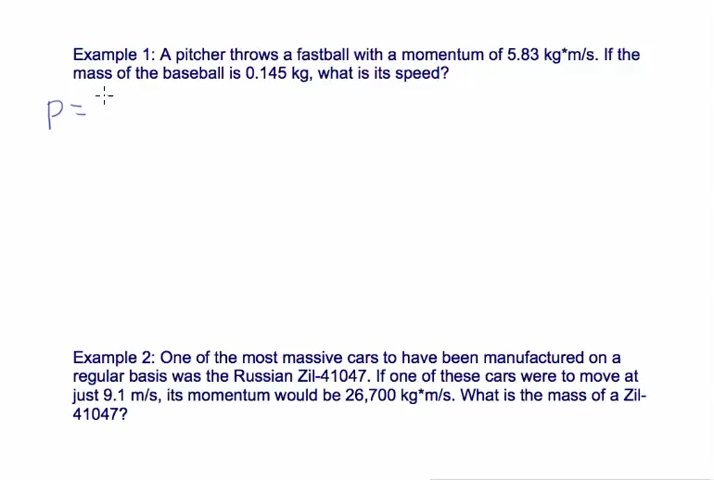 Example 1: A pitcher throws a fastball with a momentum of 5.83 kg*m/s. If the
mass of the baseball is 0.145 kg, what is its speed?
p =
Example 2: One of the most massive cars to have been manufactured on a
regular basis was the Russian Zil-41047. If one of these cars were to move at
just 9.1 m/s, its momentum would be 26,700 kg*m/s. What is the mass of a Zil-
41047?